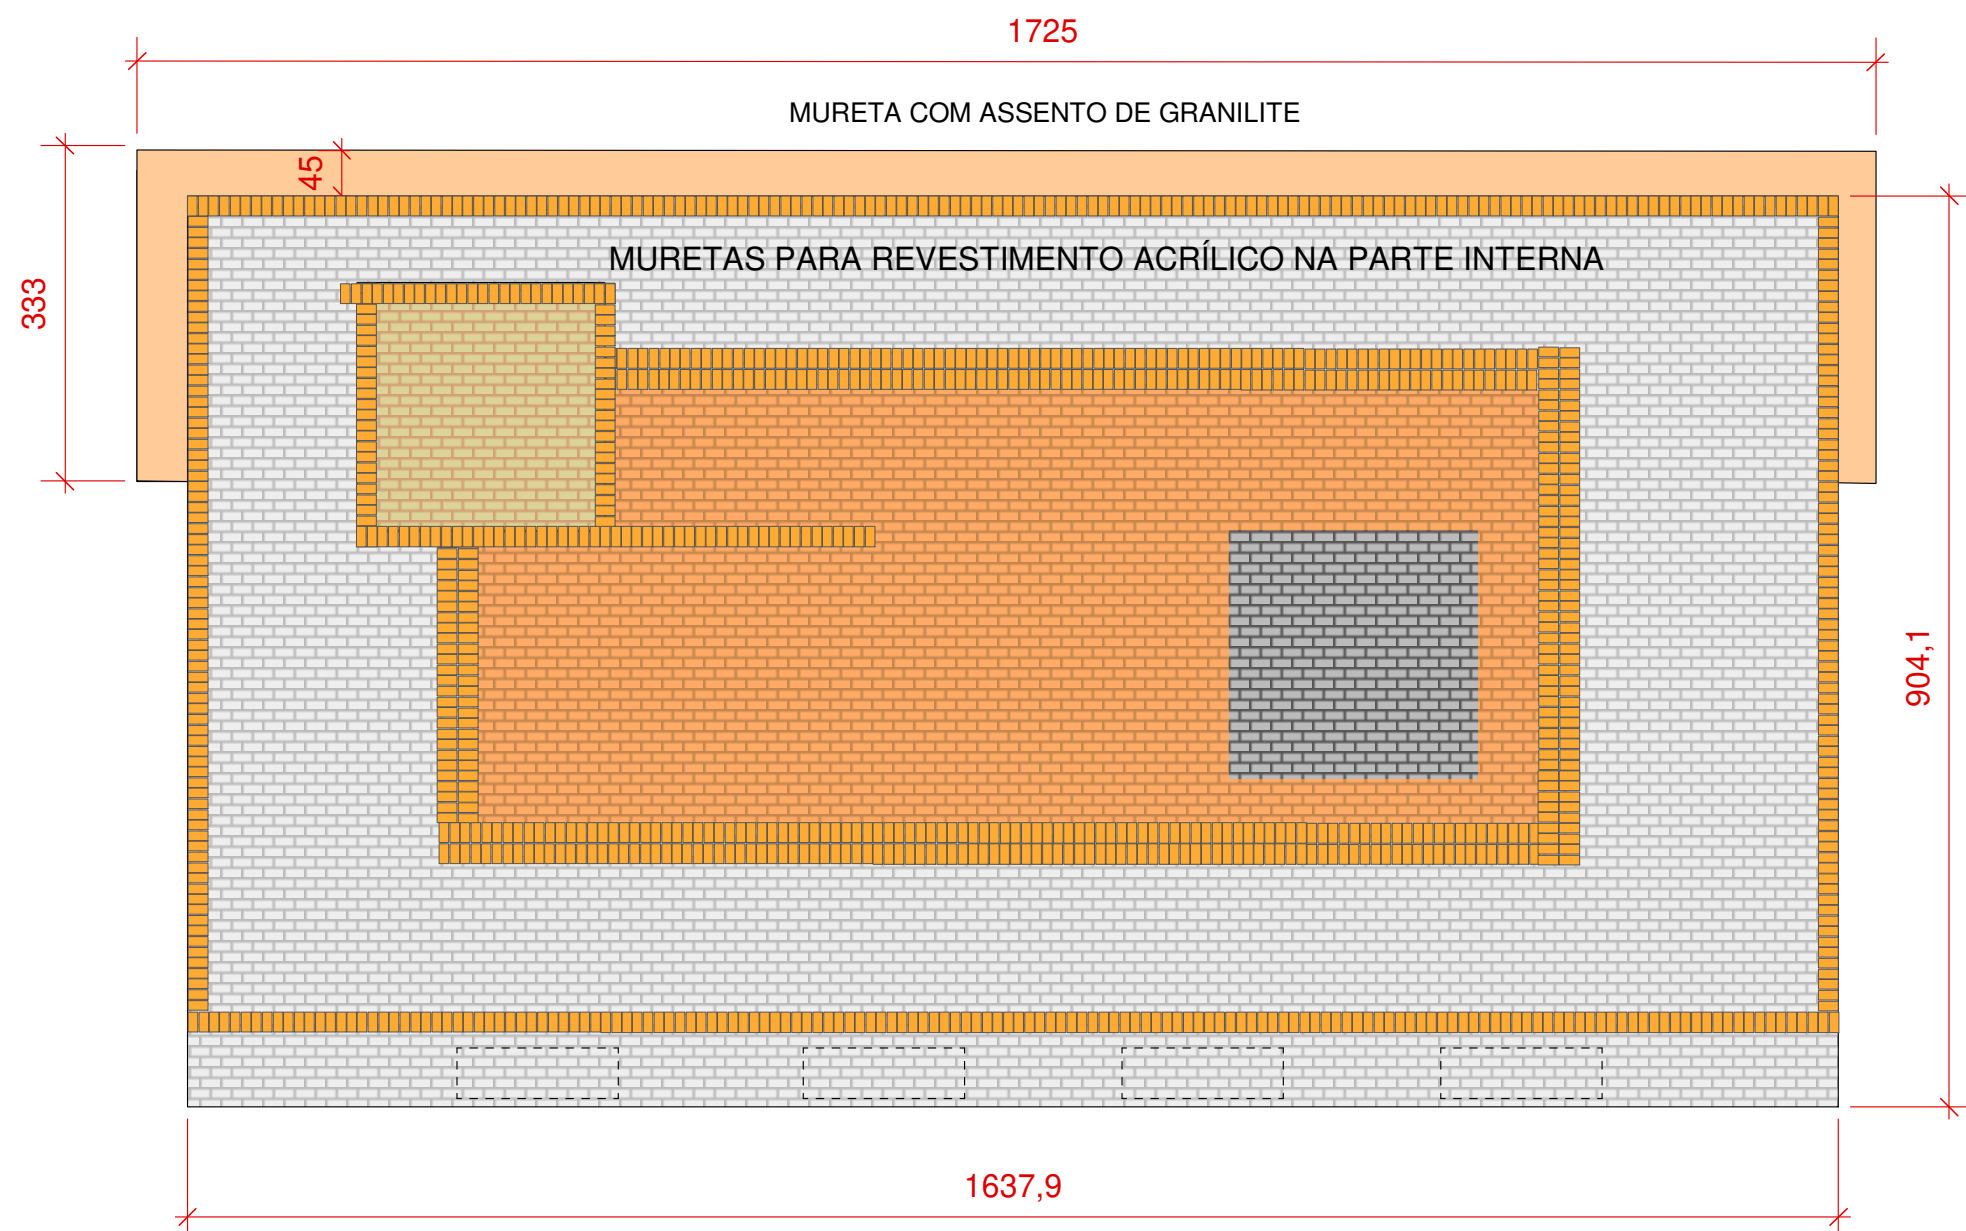 1725
MURETA COM ASSENTO DE GRANILITE
45
MURETAS PARA REVESTIMENTO ACRÍLICO NA PARTE INTERNA
333
904,1
1637,9